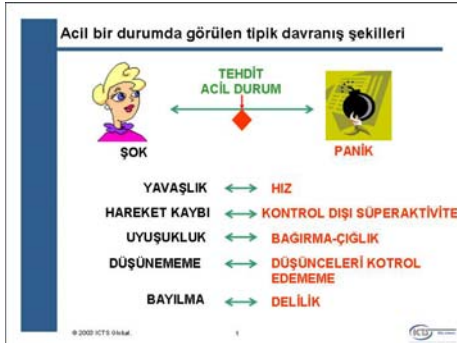 Acil bir durumda görülen tipik davranış şekilleri
TEHDİT
ACİL DURUM
ŞOK
PANİK
YAVAŞLIK HIZ
HAREKET KAYBI KONTROL DIŞI SÜPERAKTİVİTE
UYUŞUKLUK BAĞIRMA-ÇIĞLIK
DÜŞÜNEMEME DÜŞÜNCELERİ KOTROL
EDEMEME
BAYILMA DELİLİK
© 2003 ICTS Global. 1
ICTS